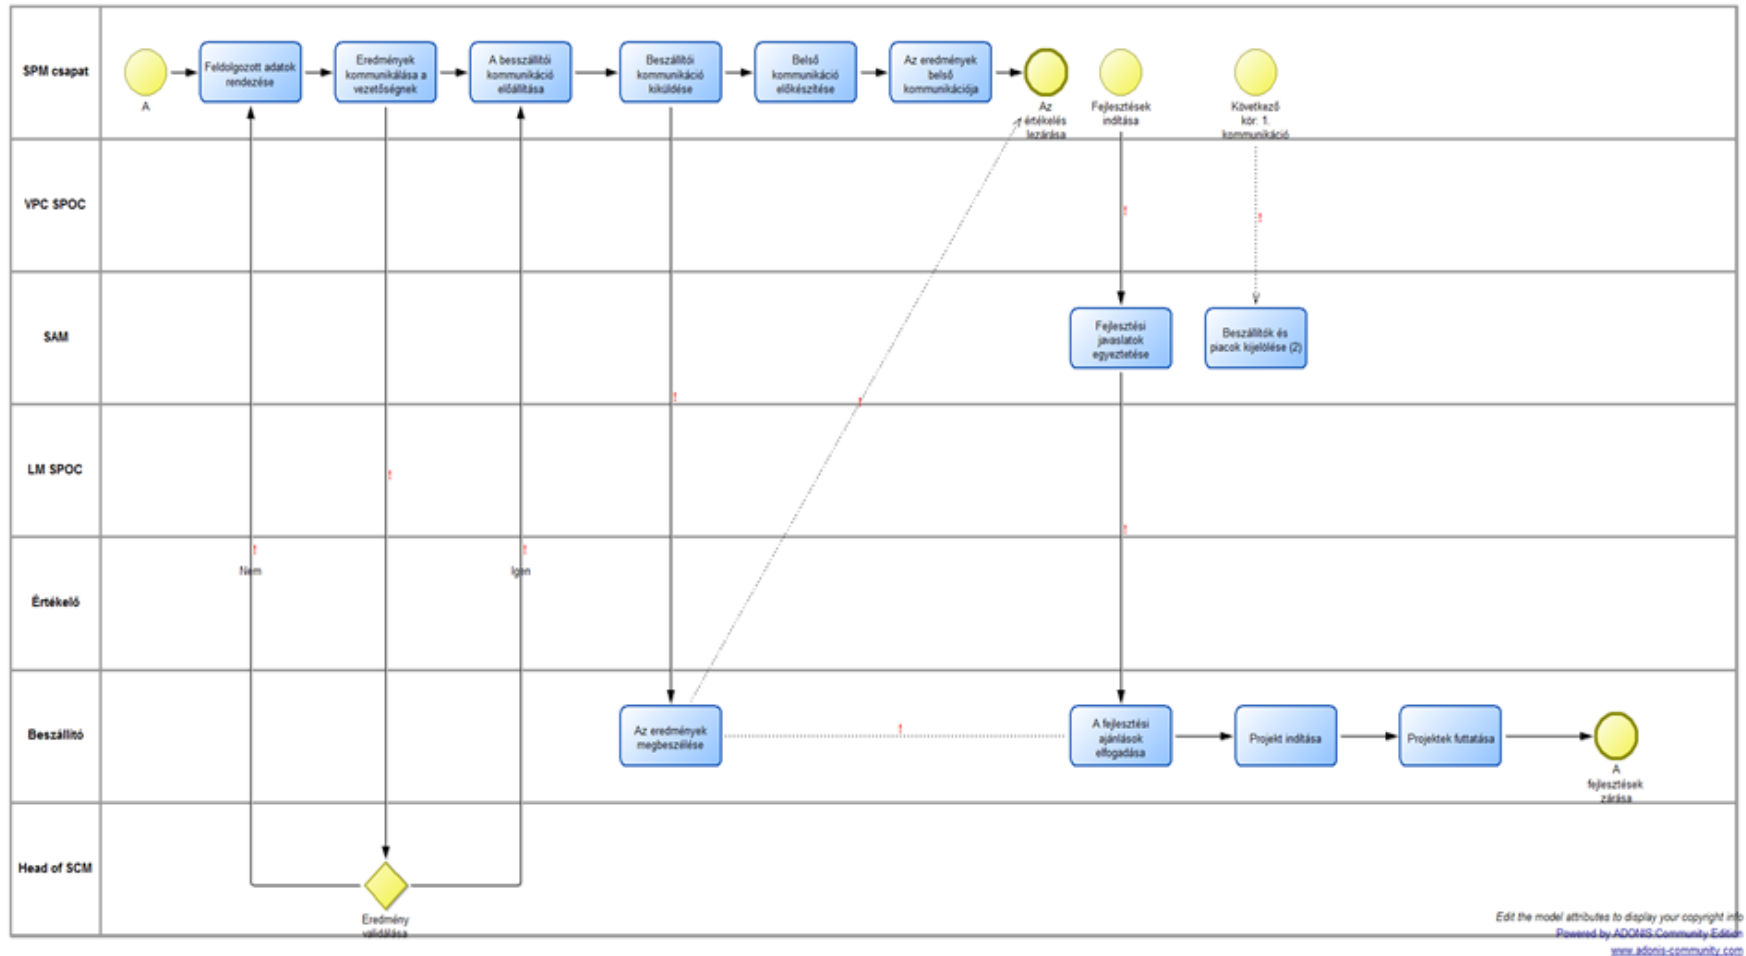 SPM csapat
A
Feldolgozott adatok
rendezése
Eredmények
kommunikálása a
vezetőségnek
A besszállítói
kommunikáció
előállítása
Beszállítói
kommunikáció
kiküldése
Belső
kommunikáció
előkészítése
Az eredmények
belső
kommunikációja
Az
értékelés
lezárása
Fejlesztések
indítása
Következő
kör: 1.
kommunikáció
VPC SPOC
!
!
SAM
Fejlesztési
javaslatok
egyeztetése
Beszállítók és
piacok kijelölése (2)
!
!
LM SPOC
!
!
Értékelő
!
Nem
!
Igen
Beszállító
Az eredmények
megbeszélése
!
A fejlesztési
ajánlások
elfogadása
Projekt indítása
Projektek futtatása
A
fejlesztések
zárása
Head of SCM
Eredmény
validálása
Edit the model attributes to display your copyright info
Powered by ADONIS:Community Edition
www.adonis-community.com